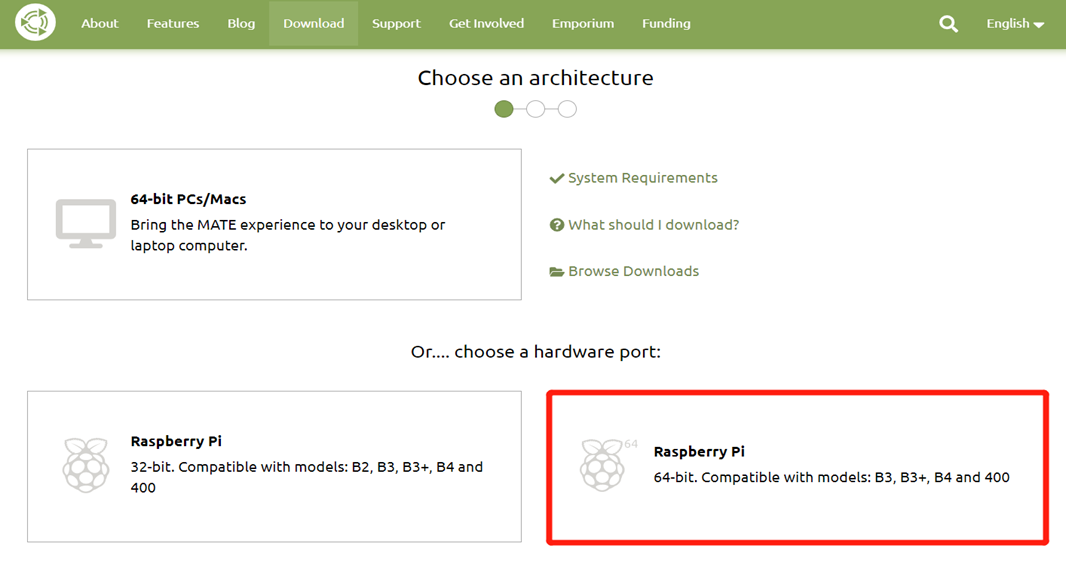 About Features Blog Download Support Get Involved Emporium Funding English
Choose an architecture
64-bit PCs/Macs
Bring the MATE experience to your desktop or
laptop computer.
System Requirements
What should I download?
Browse Downloads
Or.... choose a hardware port:
Raspberry Pi
32-bit. Compatible with models: B2, B3, B3+, B4 and
400
64
Raspberry Pi
64-bit. Compatible with models: B3, B3+, B4 and 400